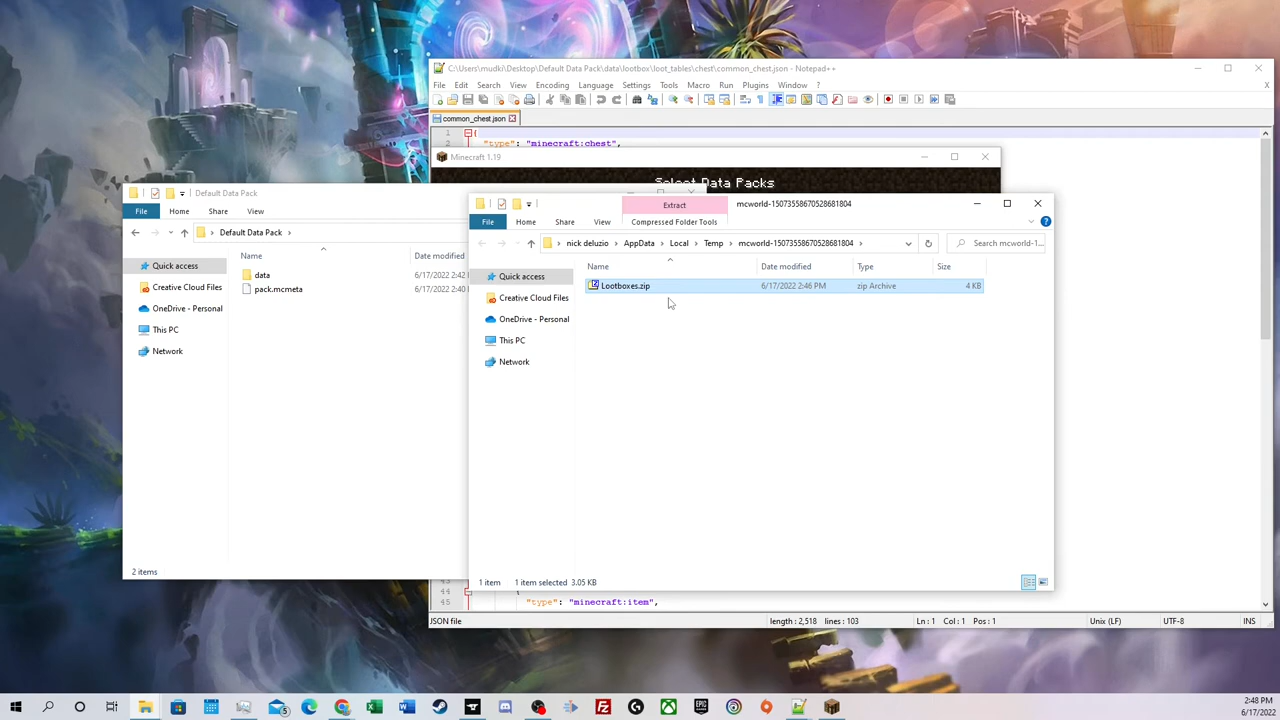 C:\Users\mudki\Desktop\Default Data Pack\data\lootbox\loot_tables\chest\common_chest.json - Notepad++
File Edit Search View Encoding Language Settings Tools Macro Run Plugins Window ? X
common_chest.json
1 {
2 "type": "minecraft:chest",
Minecraft 1.19
Select Data Packs
Default Data Pack
File Home Share View
Default Data Pack
Name Date modified
Quick access
Creative Cloud Files
OneDrive - Personal
This PC
Network
data 6/17/2022 2:42
pack.mcmeta 6/17/2022 2:40
2 items
Extract mcworld-15073558670528681804
File Home Share View Compressed Folder Tools
nick deluzio AppData Local Temp mcworld-15073558670528681804 Search mcworld-1...
Name Date modified Type Size
Quick access
Creative Cloud Files
OneDrive - Personal
This PC
Network
Lootboxes.zip 6/17/2022 2:46 PM zip Archive 4 KB
1 item 1 item selected 3.05 KB
44 {
45 "type": "minecraft:item",
JSON file length : 2,518 lines : 103 Ln : 1 Col : 1 Pos : 1 Unix (LF) UTF-8 INS
2:48 PM
6/17/2022